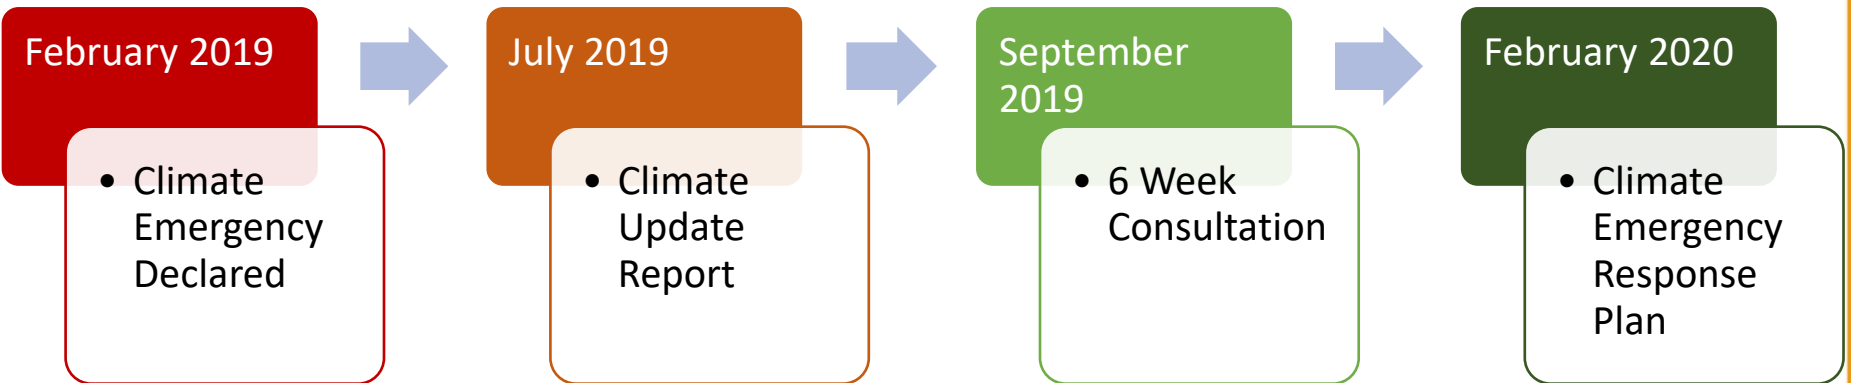 February 2019
• Climate
Emergency
Declared
July 2019
• Climate
Update
Report
September
2019
• 6 Week
Consultation
February 2020
• Climate
Emergency
Response
Plan